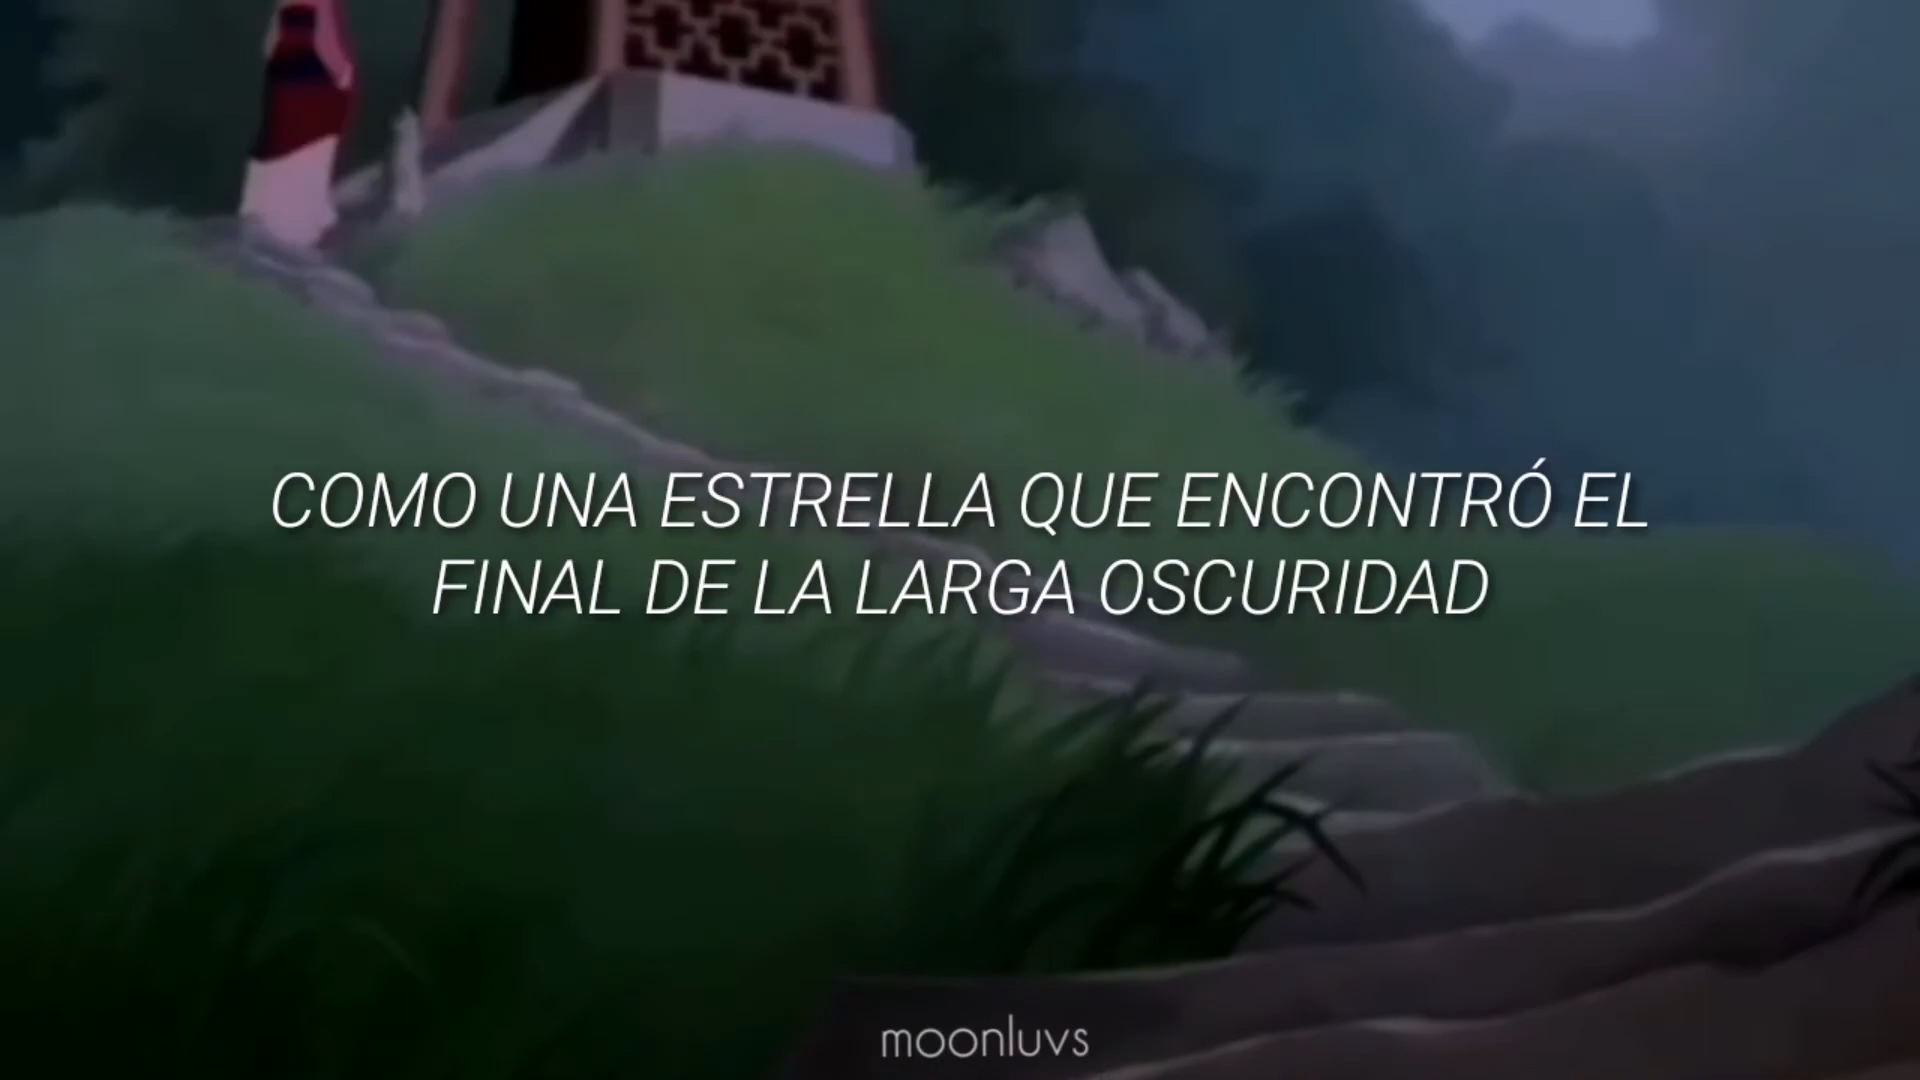 COMO UNA ESTRELLA QUE ENCONTRÓ EL
FINAL DE LA LARGA OSCURIDAD
moonluvs